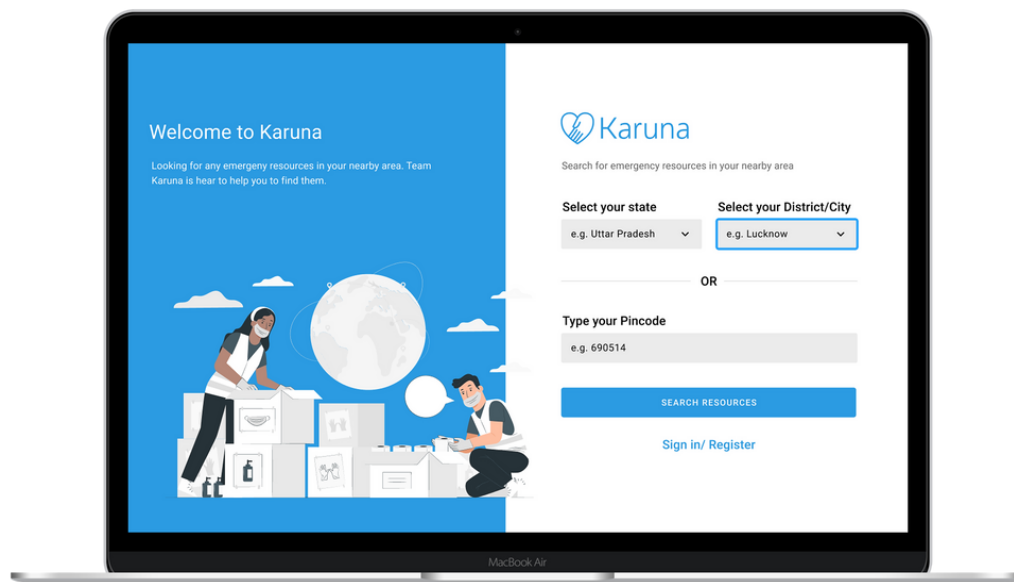 Welcome to Karuna
Looking for any emergeny resources in your nearby area. Team
Karuna is hear to help you to find them.
Karuna
Search for emergency resources in your nearby area
Select your state
Select your District/City
e.g. Uttar Pradesh
e.g. Lucknow
OR
Type your Pincode
e.g. 690514
SEARCH RESOURCES
Sign in/ Register
MacBook Air